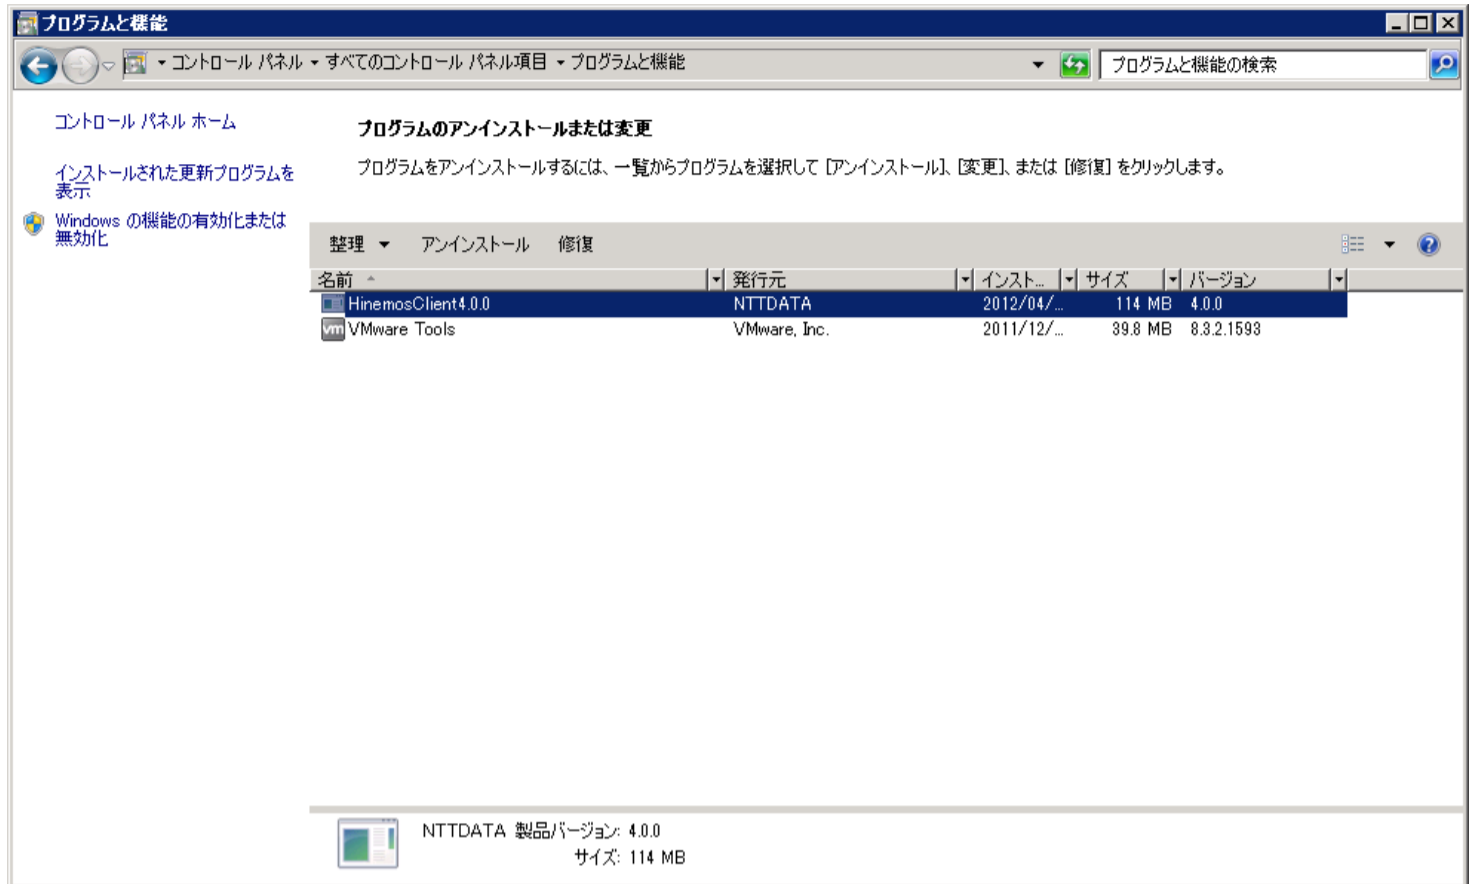 プログラムと機能
コントロール パネル すべてのコントロール パネル項目 プログラムと機能
プログラムと機能の検索
コントロール パネル ホーム
インストールされた更新プログラムを
表示
Windows の機能の有効化または
無効化
プログラムのアンインストールまたは変更
プログラムをアンインストールするには、一覧からプログラムを選択して [アンインストール]、[変更]、または [修復] をクリックします。
整理 アンインストール 修復
名前 発行元 インスト... サイズ バージョン
HinemosClient4.0.0 NTTDATA 2012/04/... 114 MB 4.0.0
vm VMware Tools VMware, Inc. 2011/12/... 39.8 MB 8.3.2.1593
NTTDATA 製品バージョン: 4.0.0
サイズ: 114 MB